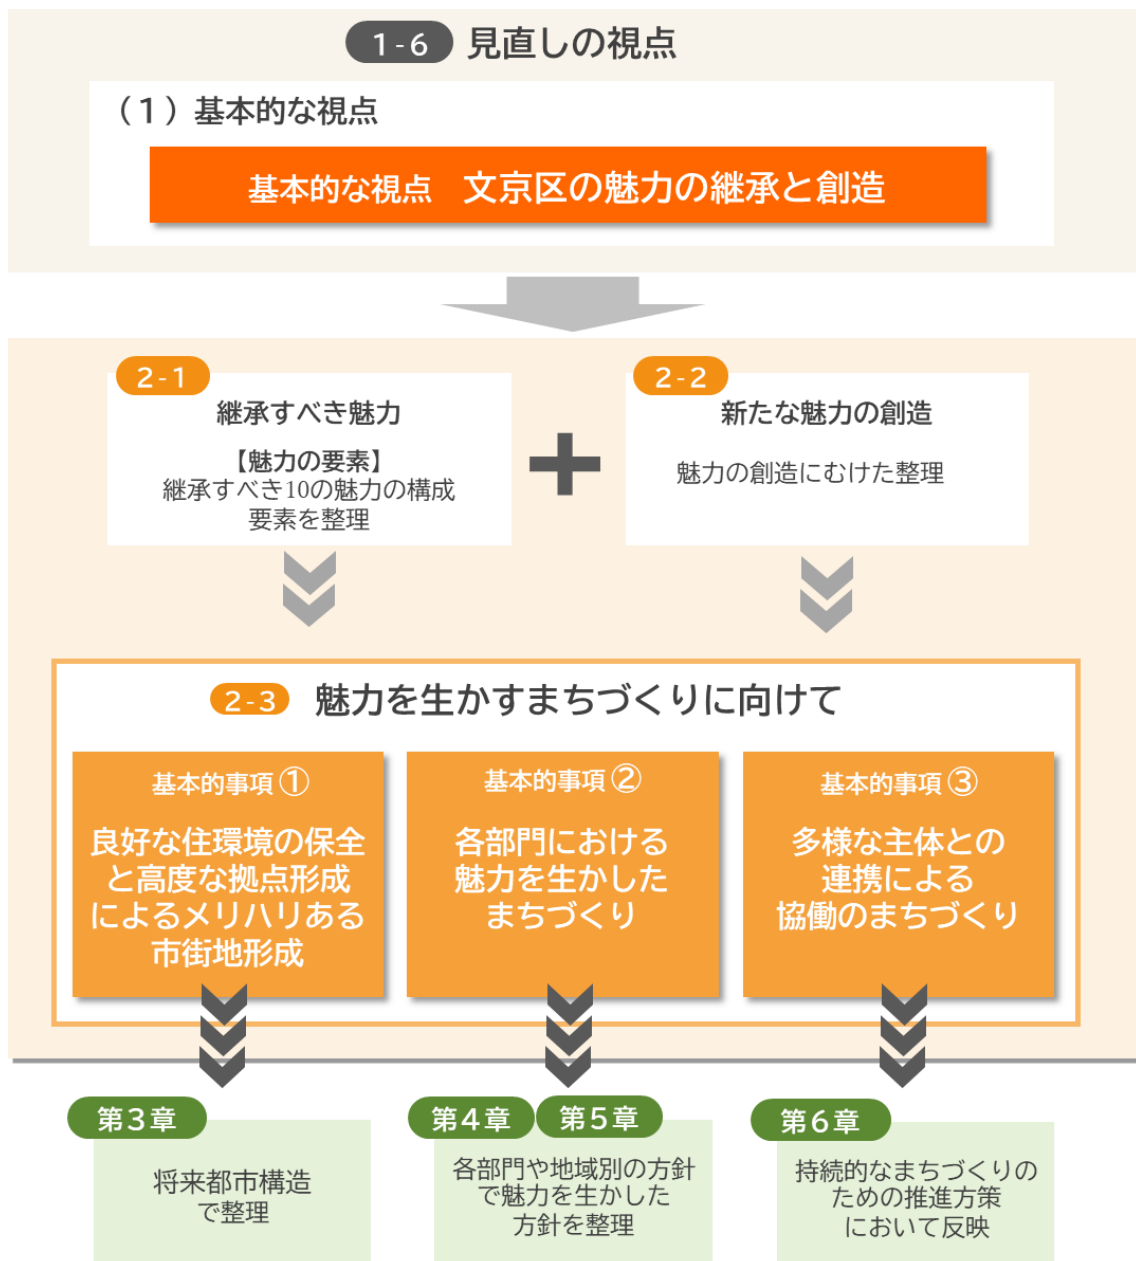 1-6 見直しの視点
（1）基本的な視点
基本的な視点　文京区の魅力の継承と創造
2-1
継承すべき魅力
【魅力の要素】
継承すべき10の魅力の構成
要素を整理
2-2
新たな魅力の創造
魅力の創造にむけた整理
2-3 魅力を生かすまちづくりに向けて
基本的事項①
良好な住環境の保全
と高度な拠点形成
によるメリハリある
市街地形成
基本的事項②
各部門における
魅力を生かした
まちづくり
基本的事項③
多様な主体との
連携による
協働のまちづくり
第3章
将来都市構造
で整理
第4章 第5章
各部門や地域別の方針
で魅力を生かした
方針を整理
第6章
持続的なまちづくりの
ための推進方策
において反映